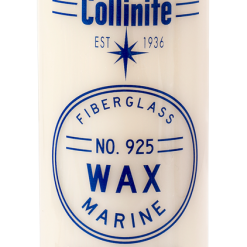 Collinite
EST 1936
FIBERGLASS
NO. 925
WAX
MARINE